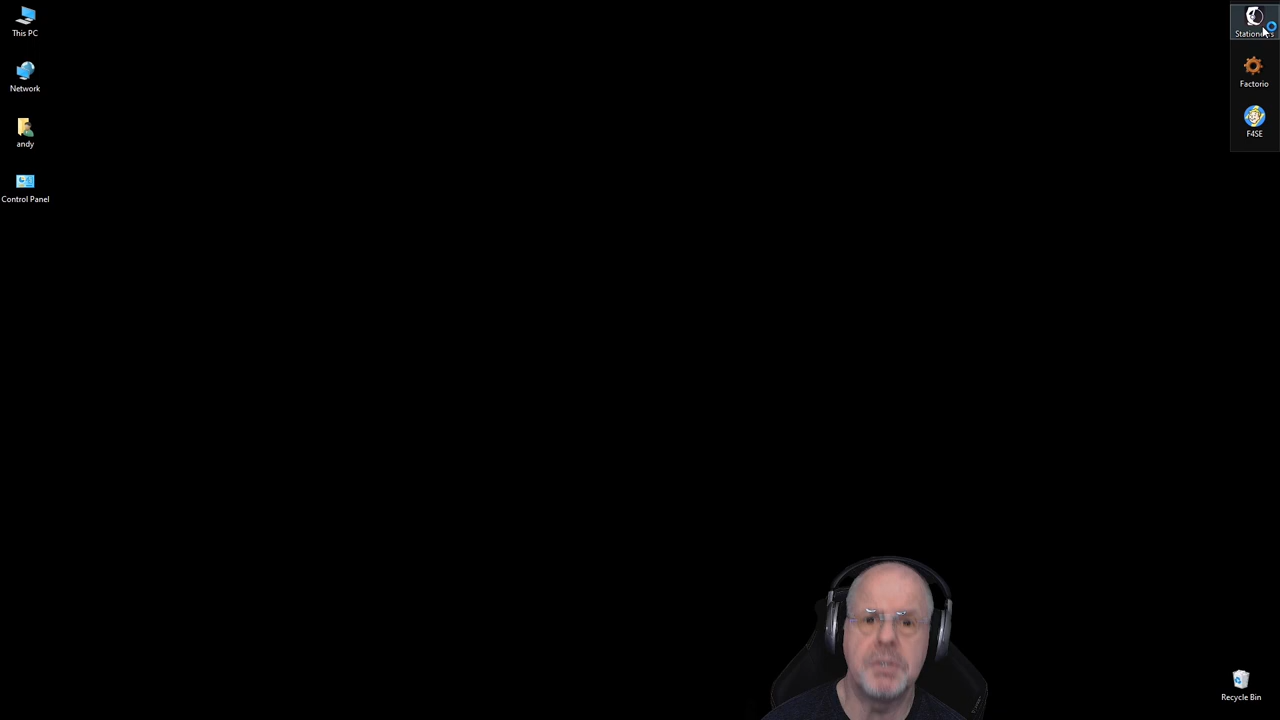 This PC
Network
andy
Control Panel
Factorio
F4SE
Recycle Bin